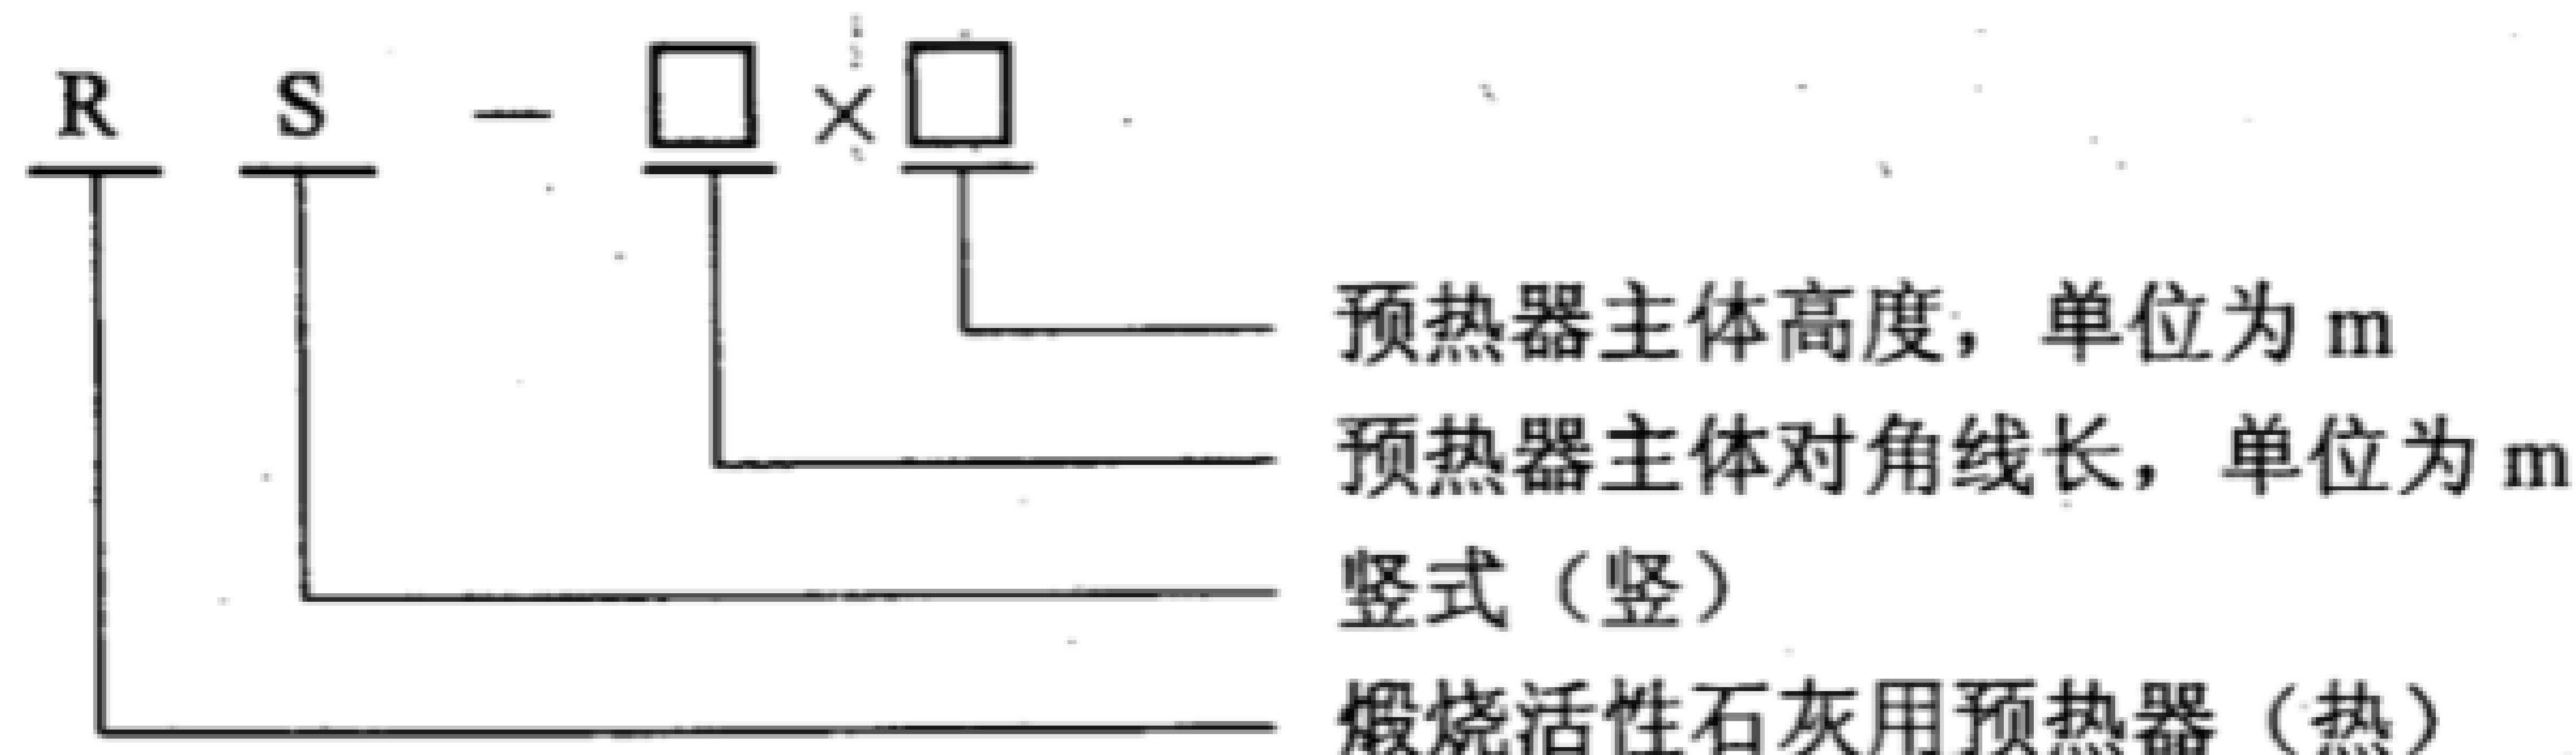 R S — □ × □
预热器主体高度，单位为 m
预热器主体对角线长，单位为 m
竖式（竖）
煅烧活性石灰用预热器（热）